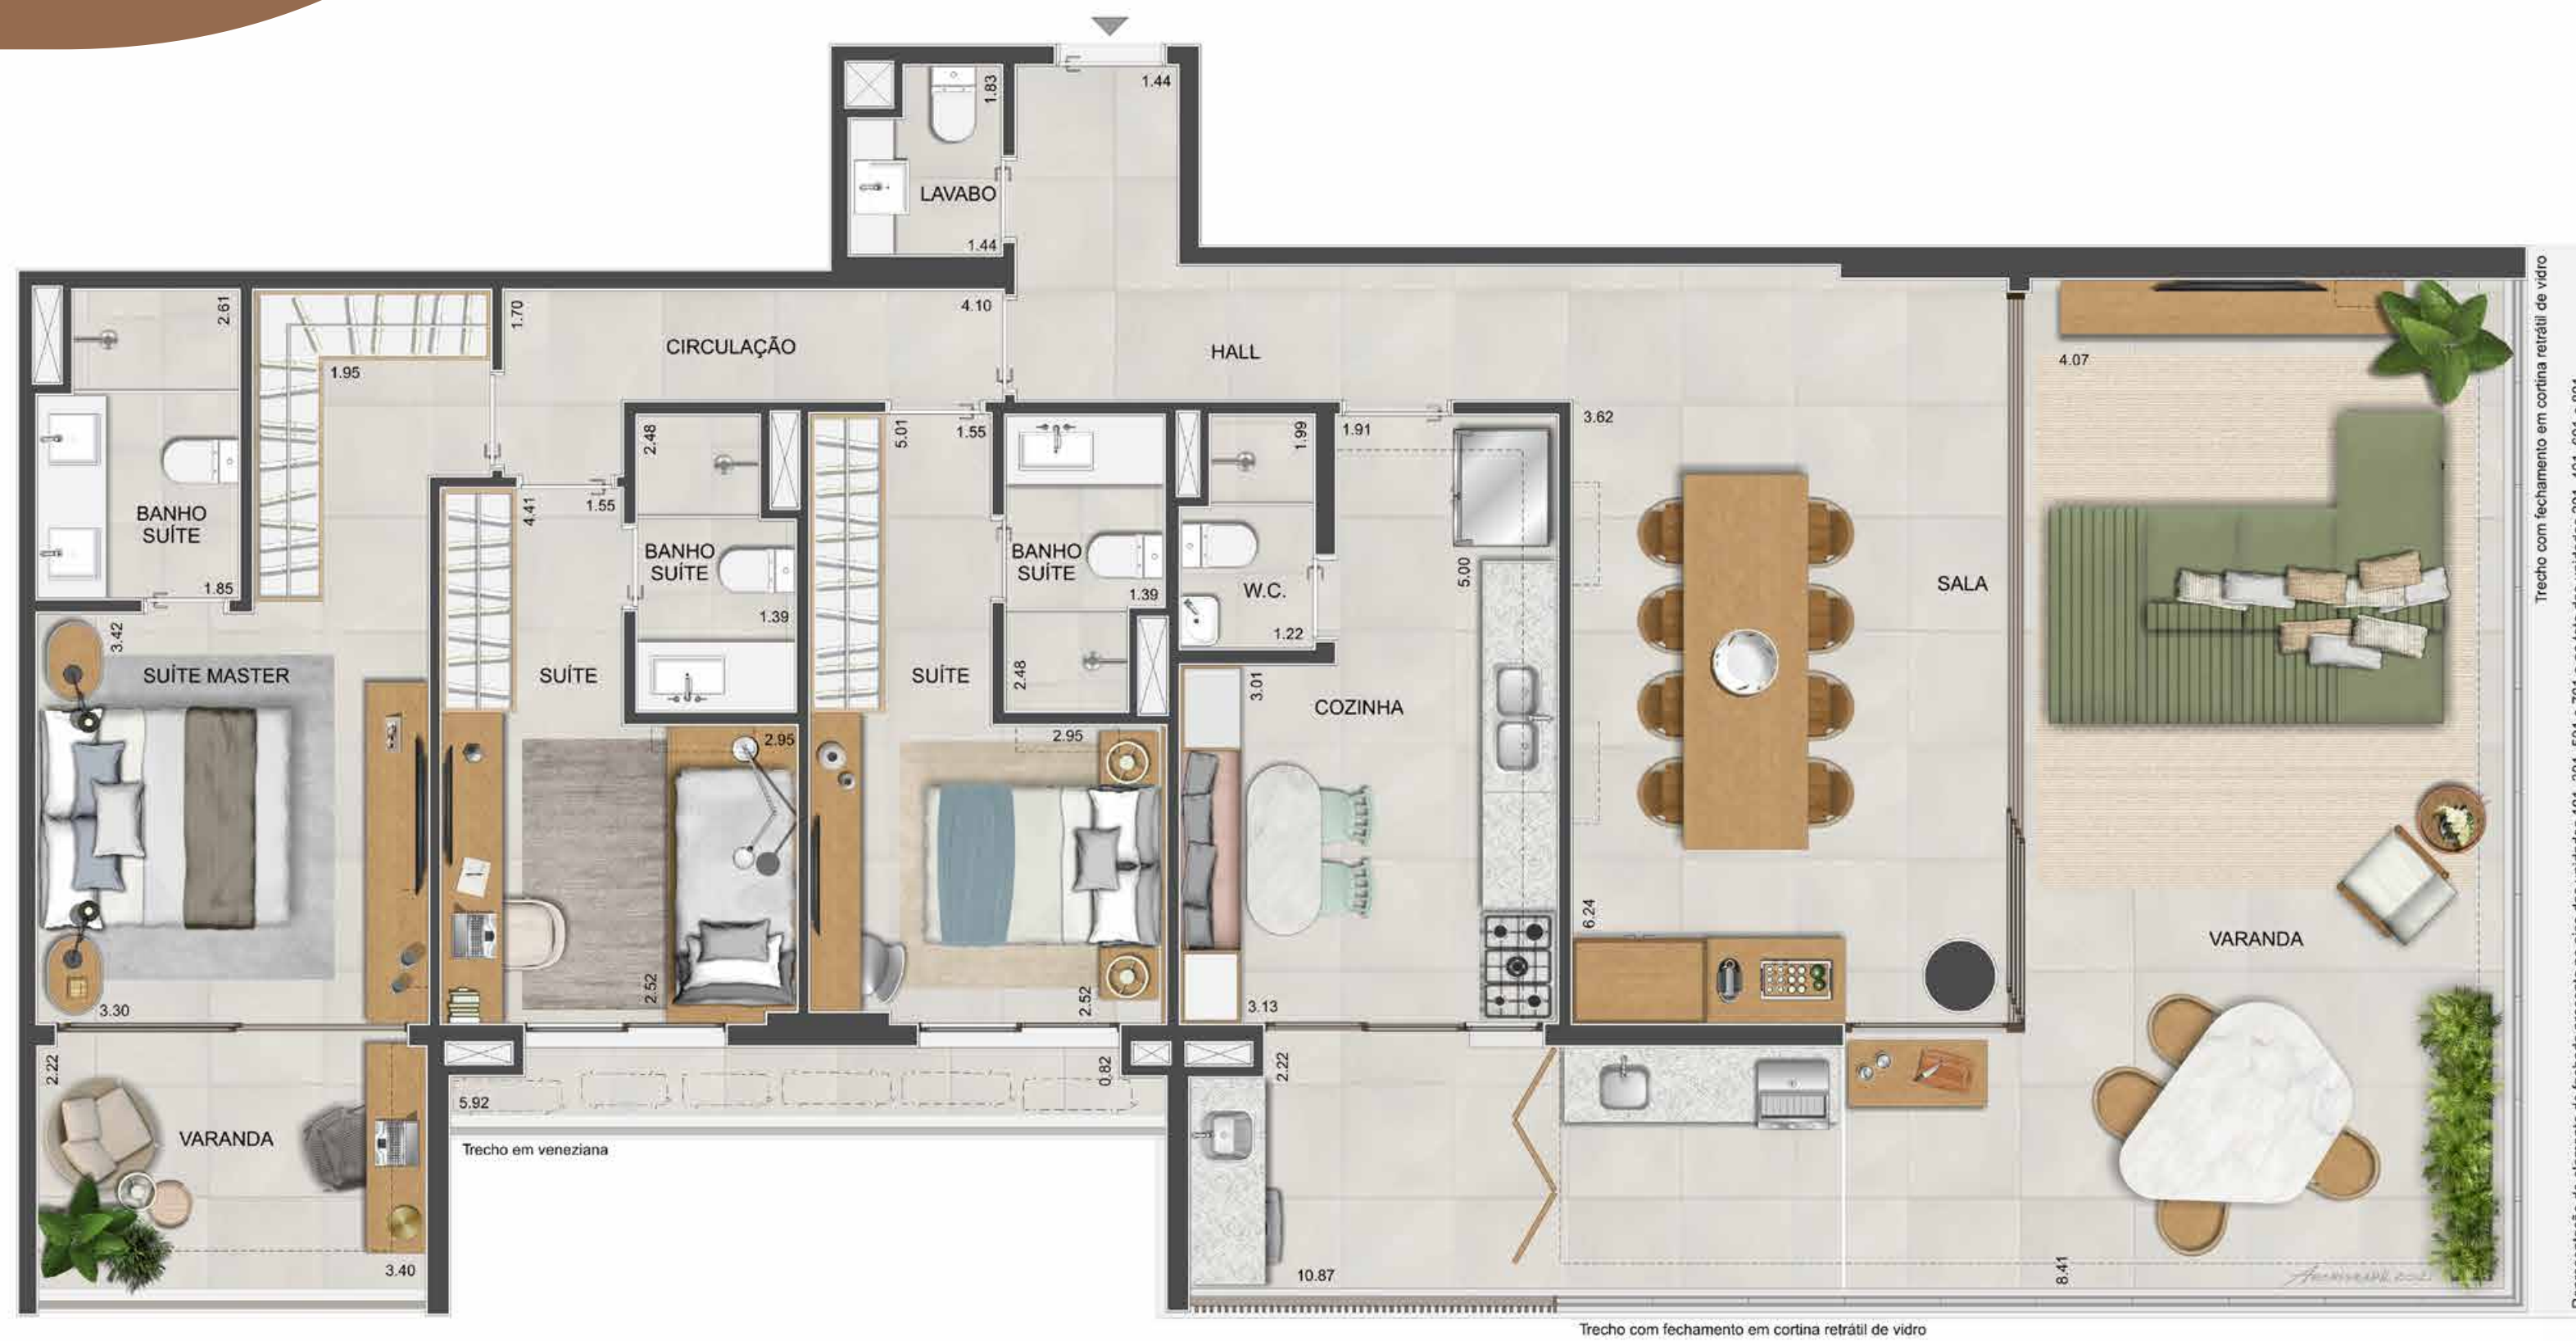 1.44
1.83
LAVABO
1.44
2.61
1.70
4.10
CIRCULAÇÃO
HALL
1.95
4.07
3.62
2.48
5.01
1.55
1.99
1.91
BANHO
SUÍTE
4.41
1.55
BANHO
SUÍTE
1.39
BANHO
SUÍTE
1.39
W.C.
1.22
5.00
SALA
1.85
3.42
SUÍTE MASTER
SUÍTE
SUÍTE
2.48
3.01
COZINHA
2.95
2.95
6.24
VARANDA
3.30
2.52
2.52
3.13
2.22
5.92
0.82
2.22
VARANDA
Trecho em veneziana
3.40
10.87
8.41
Trecho com fechamento em cortina retrátil de vidro
Trecho com fechamento em cortina retrátil de vidro